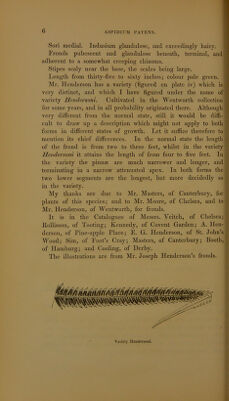 6 ASPIDIUM PATENS.
Sori medial. Indusium glandulose, and exceedingly hairy.
Fronds pubescent and glandulose beneath, terminal, and
adherent to a somewhat creeping rhizoma.
Stipes scaly near the base, the scales being large.
Length from thirty-five to sixty inches; colour pale green.
Mr. Henderson has a variety (figured on plate iv) which is
very distinct, and which I have figured under the name of
variety Hendersoni. Cultivated in the Wentworth collection
for some years, and in all probability originated there. Although
very different from the normal state, still it would be diffi-
cult to draw up a description which might not apply to both
forms in different states of growth. Let it suffice therefore to
mention its chief differences. In the normal state the length
of the frond is from two to three feet, whilst in the variety
Hendersoni it attains the length of from four to five feet. In
the variety the pinnæ are much narrower and longer, and
terminating in a narrow attenuated apex. In both forms the
two lower segments are the longest, but more decidedly so
in the variety.
My thanks are due to Mr. Masters, of Canterbury, for
plants of this species; and to Mr. Moore, of Chelsea, and to
Mr. Henderson, of Wentworth, for fronds.
It is in the Catalogues of Messrs. Veitch, of Chelsea;
Rollisson, of Tooting; Kennedy, of Covent Garden; A. Hen-
derson, of Pine-apple Place; E. G. Henderson, of St. John's
Wood; Sim, of Foot's Cray; Masters, of Canterbury; Booth,
of Hamburg; and Cooling, of Derby.
The illustrations are from Mr. Joseph Henderson's fronds.
Variety Hendersoni.